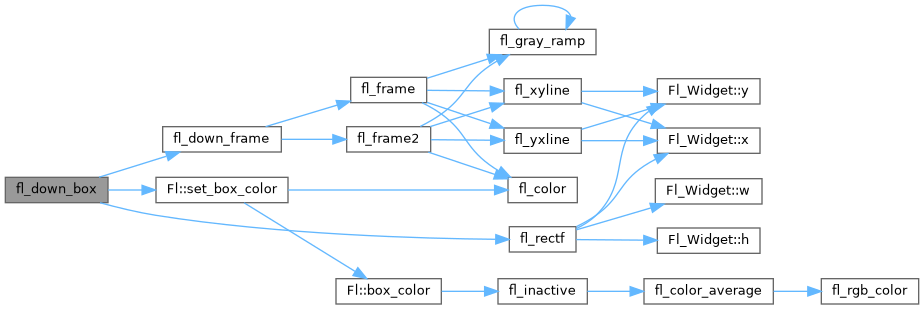 fl_gray_ramp
fl_frame
fl_xyline
Fl_Widget::y
fl_down_frame
fl_frame2
fl_yxline
Fl_Widget::x
fl_down_box
Fl::set_box_color
fl_color
Fl_Widget::w
fl_rectf
Fl_Widget::h
Fl::box_color
fl_inactive
fl_color_average
fl_rgb_color